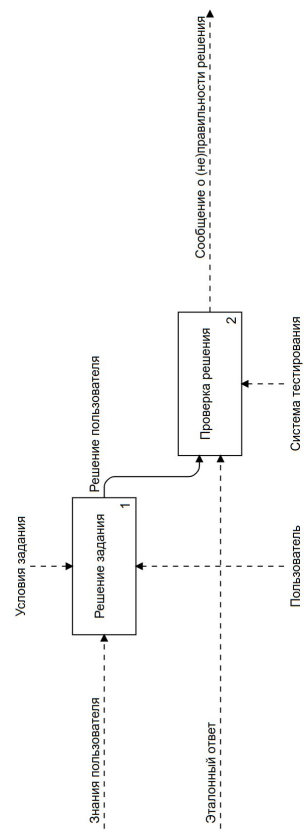 Условия задания
Знания пользователя
Решение задания
1
Решение пользователя
Эталонный ответ
Проверка решения
2
Сообщение о (не)правильности решения
Пользователь
Система тестирования